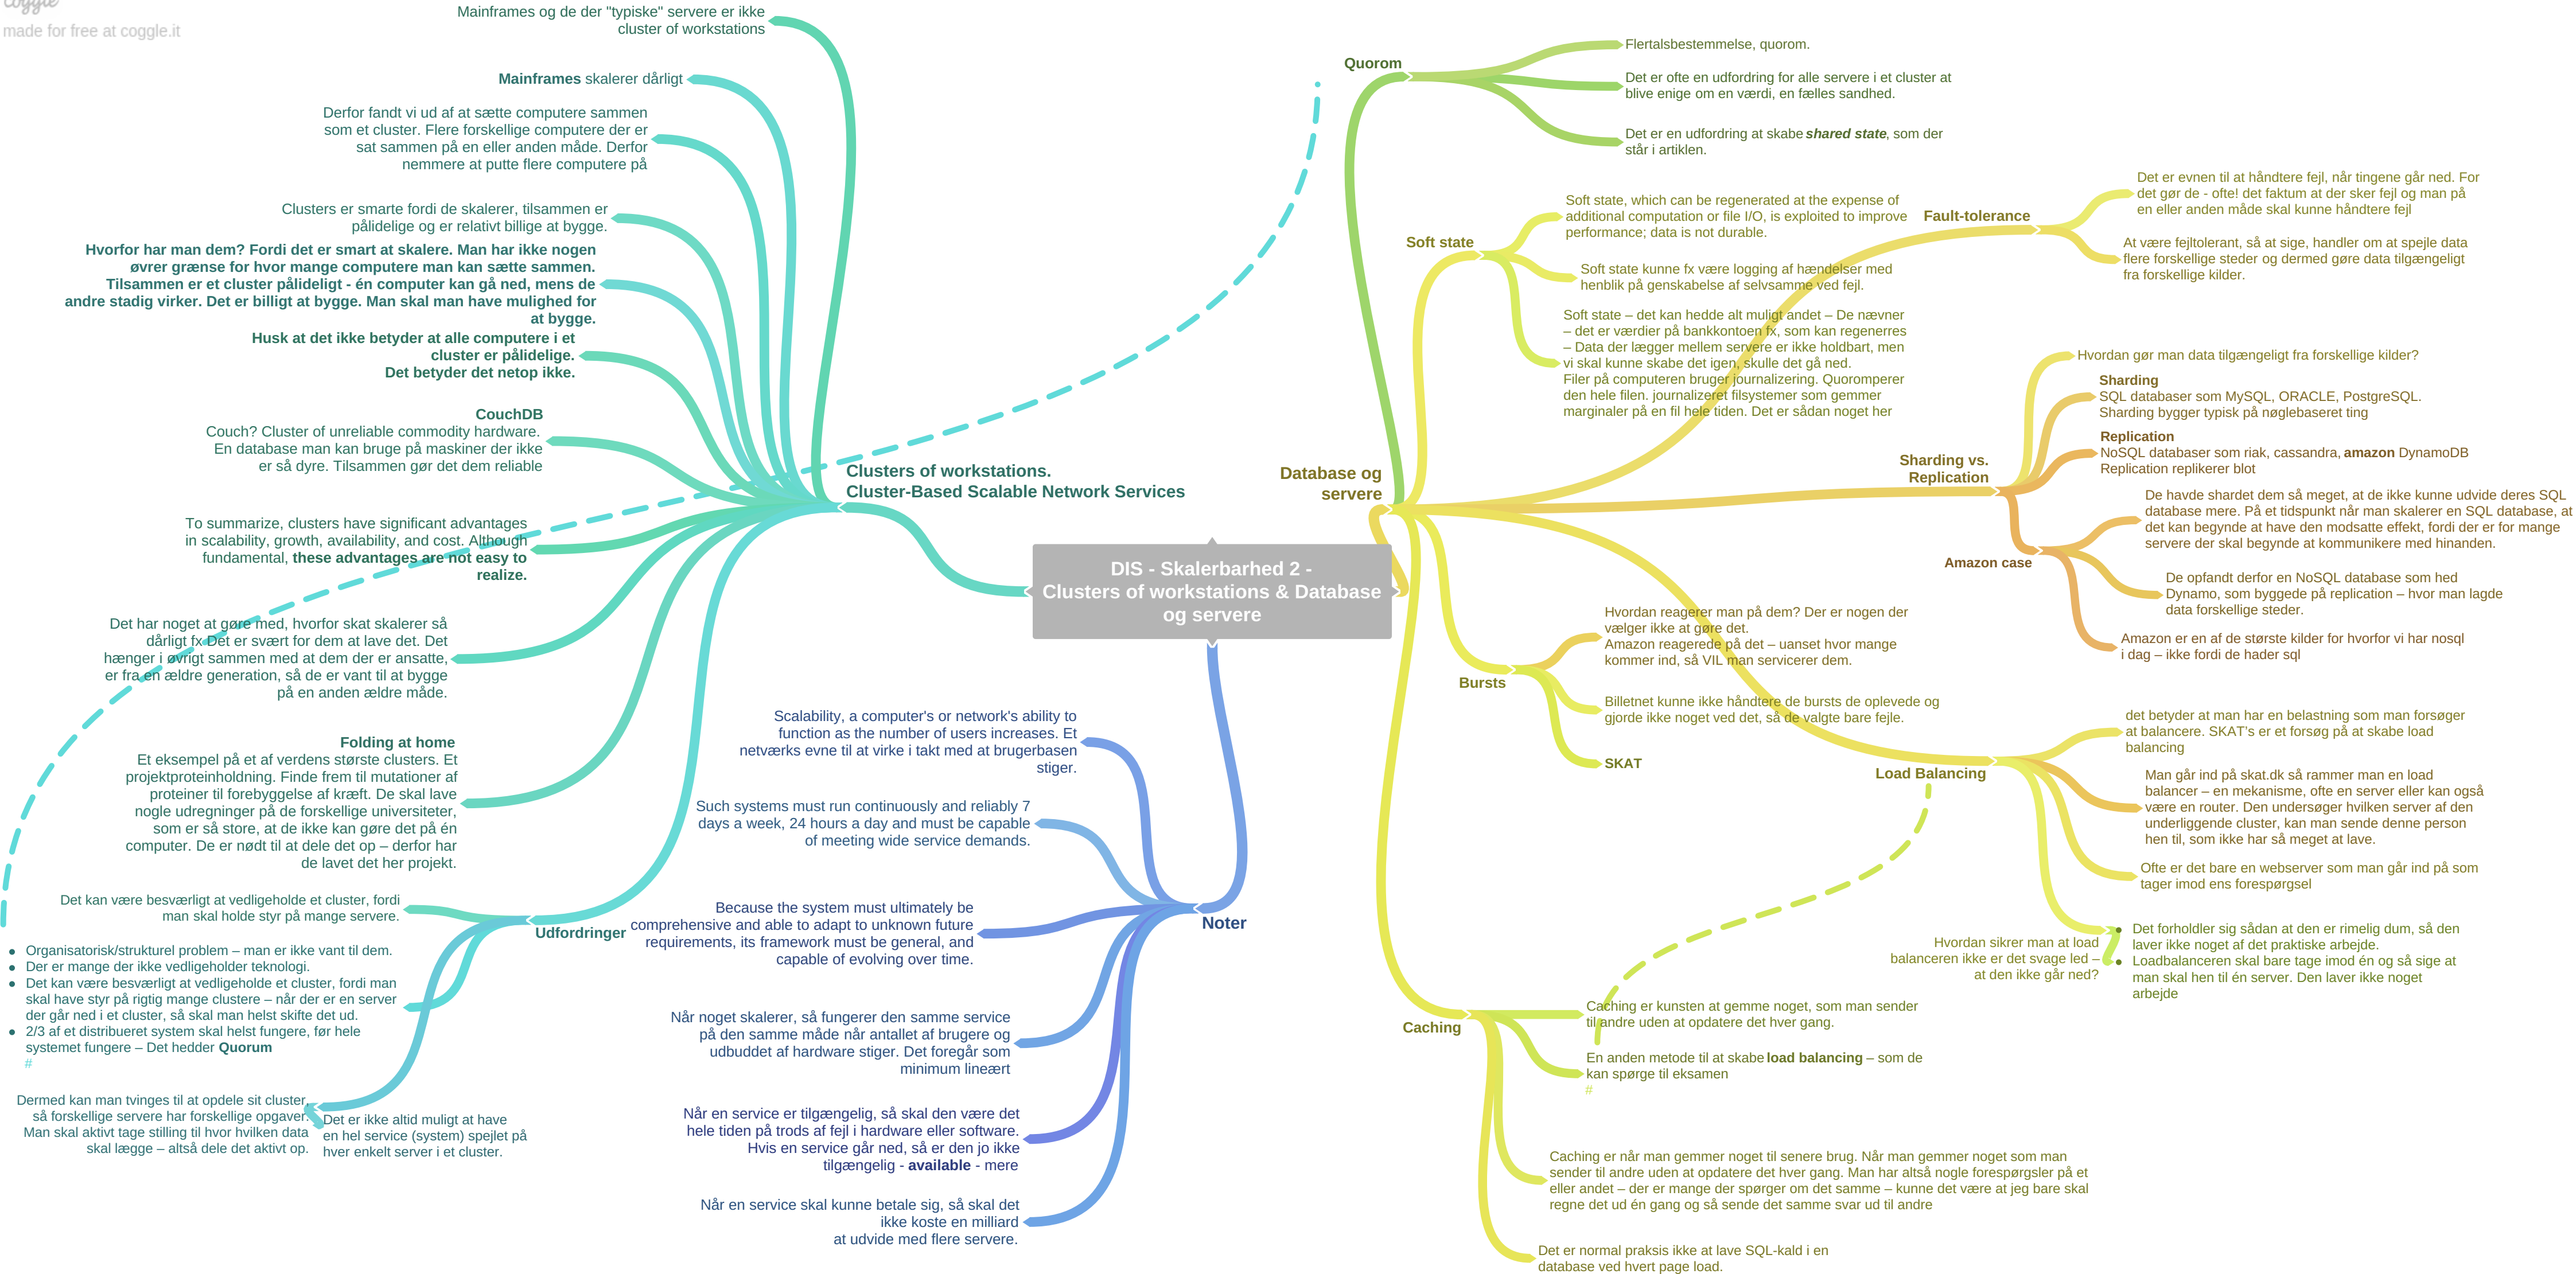 coggle
made for free at coggle.it
DIS - Skalerbarhed 2 -
Clusters of workstations & Database
og servere
Clusters of workstations.
Cluster-Based Scalable Network Services
Mainframes og de der "typiske" servere er ikke
cluster of workstations
Mainframes skalerer dårligt
Derfor fandt vi ud af at sætte computere sammen
som et cluster. Flere forskellige computere der er
sat sammen på en eller anden måde. Derfor
nemmere at putte flere computere på
Clusters er smarte fordi de skalerer, tilsammen er
pålidelige og er relativt billige at bygge.
Hvorfor har man dem? Fordi det er smart at skalere. Man har ikke nogen
øvrer grænse for hvor mange computere man kan sætte sammen.
Tilsammen er et cluster pålideligt - én computer kan gå ned, mens de
andre stadig virker. Det er billigt at bygge. Man skal man have mulighed for
at bygge.
Husk at det ikke betyder at alle computere i et
cluster er pålidelige.
Det betyder det netop ikke.
CouchDB
Couch? Cluster of unreliable commodity hardware.
En database man kan bruge på maskiner der ikke
er så dyre. Tilsammen gør det dem reliable
To summarize, clusters have significant advantages
in scalability, growth, availability, and cost. Although
fundamental, these advantages are not easy to
realize.
Det har noget at gøre med, hvorfor skat skalerer så
dårligt fx Det er svært for dem at lave det. Det
hænger i øvrigt sammen med at dem der er ansatte,
er fra en ældre generation, så de er vant til at bygge
på en anden ældre måde.
Folding at home
Et eksempel på et af verdens største clusters. Et
projektproteinholdning. Finde frem til mutationer af
proteiner til forebyggelse af kræft. De skal lave
nogle udregninger på de forskellige universiteter,
som er så store, at de ikke kan gøre det på én
computer. De er nødt til at dele det op – derfor har
de lavet det her projekt.
Udfordringer
Det kan være besværligt at vedligeholde et cluster, fordi
man skal holde styr på mange servere.
• Organisatorisk/strukturel problem – man er ikke vant til dem.
• Der er mange der ikke vedligeholder teknologi.
• Det kan være besværligt at vedligeholde et cluster, fordi man
skal have styr på rigtig mange clustere – når der er en server
der går ned i et cluster, så skal man helst skifte det ud.
• 2/3 af et distribueret system skal helst fungere, før hele
systemet fungere – Det hedder Quorum
#
Det er ikke altid muligt at have
en hel service (system) spejlet på
hver enkelt server i et cluster.
Dermed kan man tvinges til at opdele sit cluster,
så forskellige servere har forskellige opgaver.
Man skal aktivt tage stilling til hvor hvilken data
skal lægge – altså dele det aktivt op.
Noter
Scalability, a computer's or network's ability to
function as the number of users increases. Et
netværks evne til at virke i takt med at brugerbasen
stiger.
Such systems must run continuously and reliably 7
days a week, 24 hours a day and must be capable
of meeting wide service demands.
Because the system must ultimately be
comprehensive and able to adapt to unknown future
requirements, its framework must be general, and
capable of evolving over time.
Når noget skalerer, så fungerer den samme service
på den samme måde når antallet af brugere og
udbuddet af hardware stiger. Det foregår som
minimum lineært
Når en service er tilgængelig, så skal den være det
hele tiden på trods af fejl i hardware eller software.
Hvis en service går ned, så er den jo ikke
tilgængelig - available - mere
Når en service skal kunne betale sig, så skal det
ikke koste en milliard
at udvide med flere servere.
Database og
servere
Quorom
Flertalsbestemmelse, quorom.
Det er ofte en udfordring for alle servere i et cluster at
blive enige om en værdi, en fælles sandhed.
Det er en udfordring at skabe shared state, som der
står i artiklen.
Soft state
Soft state, which can be regenerated at the expense of
additional computation or file I/O, is exploited to improve
performance; data is not durable.
Soft state kunne fx være logging af hændelser med
henblik på genskabelse af selvsamme ved fejl.
Soft state – det kan hedde alt muligt andet – De nævner
– det er værdier på bankkontoen fx, som kan regenerres
– Data der lægger mellem servere er ikke holdbart, men
vi skal kunne skabe det igen, skulle det gå ned.
Filer på computeren bruger journalizering. Quoromperer
den hele filen. journalizeret filsystemer som gemmer
marginaler på en fil hele tiden. Det er sådan noget her
Fault-tolerance
Det er evnen til at håndtere fejl, når tingene går ned. For
det gør de - ofte! det faktum at der sker fejl og man på
en eller anden måde skal kunne håndtere fejl
At være fejltolerant, så at sige, handler om at spejle data
flere forskellige steder og dermed gøre data tilgængeligt
fra forskellige kilder.
Sharding vs.
Replication
Hvordan gør man data tilgængeligt fra forskellige kilder?
Sharding
SQL databaser som MySQL, ORACLE, PostgreSQL.
Sharding bygger typisk på nøglebaseret ting
Replication
NoSQL databaser som riak, cassandra, amazon DynamoDB
Replication replikerer blot
Amazon case
De havde shardet dem så meget, at de ikke kunne udvide deres SQL
database mere. På et tidspunkt når man skalerer en SQL database, at
det kan begynde at have den modsatte effekt, fordi der er for mange
servere der skal begynde at kommunikere med hinanden.
De opfandt derfor en NoSQL database som hed
Dynamo, som byggede på replication – hvor man lagde
data forskellige steder.
Amazon er en af de største kilder for hvorfor vi har nosql
i dag – ikke fordi de hader sql
Bursts
Hvordan reagerer man på dem? Der er nogen der
vælger ikke at gøre det.
Amazon reagerede på det – uanset hvor mange
kommer ind, så VIL man servicerer dem.
Billetnet kunne ikke håndtere de bursts de oplevede og
gjorde ikke noget ved det, så de valgte bare fejle.
SKAT
Load Balancing
det betyder at man har en belastning som man forsøger
at balancere. SKAT's er et forsøg på at skabe load
balancing
Man går ind på skat.dk så rammer man en load
balancer – en mekanisme, ofte en server eller kan også
være en router. Den undersøger hvilken server af den
underliggende cluster, kan man sende denne person
hen til, som ikke har så meget at lave.
Ofte er det bare en webserver som man går ind på som
tager imod ens forespørgsel
Hvordan sikrer man at load
balanceren ikke er det svage led –
at den ikke går ned?
• Det forholdler sig sådan at den er rimelig dum, så den
laver ikke noget af det praktiske arbejde.
• Loadbalanceren skal bare tage imod én og så sige at
man skal hen til én server. Den laver ikke noget
arbejde
Caching
Caching er kunsten at gemme noget, som man sender
til andre uden at opdatere det hver gang.
En anden metode til at skabe load balancing – som de
kan spørge til eksamen
#
Caching er når man gemmer noget til senere brug. Når man gemmer noget som man
sender til andre uden at opdatere det hver gang. Man har altså nogle forespørgsler på et
eller andet – der er mange der spørger om det samme – kunne det være at jeg bare skal
regne det ud én gang og så sende det samme svar ud til andre
Det er normal praksis ikke at lave SQL-kald i en
database ved hvert page load.